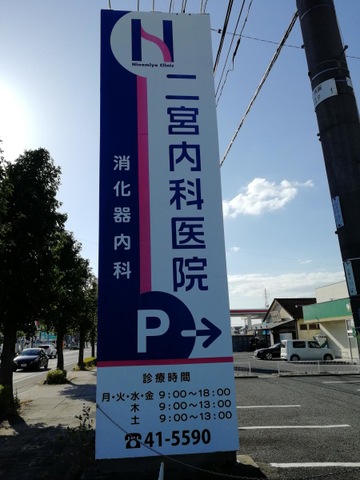 N
Ninomiya Clinic
二宮内科医院
消化器内科
P→
診療時間
月・火・水・金 9:00〜18:00
木 9:00〜13:00
土 9:00〜13:00
☎41-5590